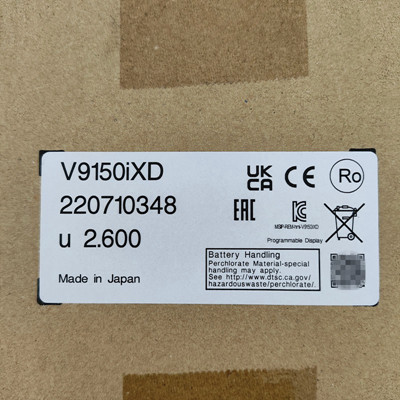 V9150iXD
220710348
u 2.600
Made in Japan
UK
CA
CE
Ro
EAC
Programmable Display
Battery Handling
Perchlorate Material-special
handling may apply.
See http://www.dtsc.ca.gov/
hazardouswaste/perchlorate/.